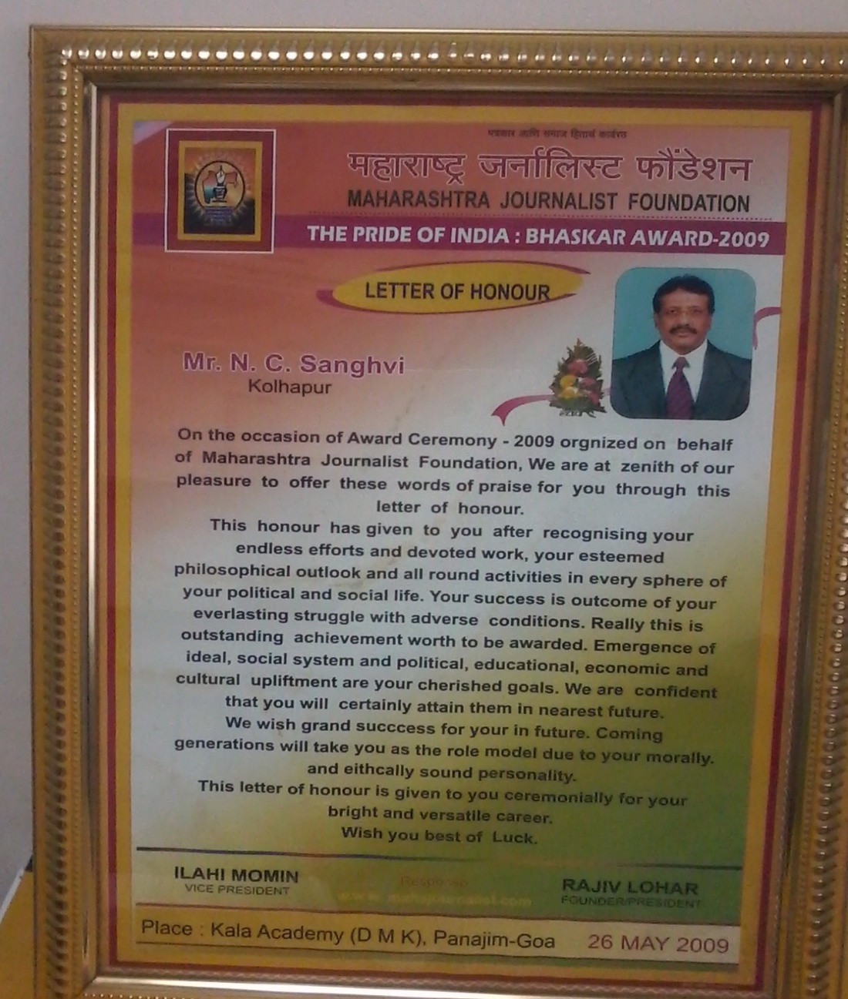 पत्रकार आणि समाज हितार्थ कार्यरत
महाराष्ट्र जर्नालिस्ट फौंडेशन
MAHARASHTRA JOURNALIST FOUNDATION
THE PRIDE OF INDIA : BHASKAR AWARD-2009
LETTER OF HONOUR
Mr. N. C. Sanghvi
Kolhapur
On the occasion of Award Ceremony - 2009 orgnized on behalf
of Maharashtra Journalist Foundation, We are at zenith of our
pleasure to offer these words of praise for you through this
letter of honour.
This honour has given to you after recognising your
endless efforts and devoted work, your esteemed
philosophical outlook and all round activities in every sphere of
your political and social life. Your success is outcome of your
everlasting struggle with adverse conditions. Really this is
outstanding achievement worth to be awarded. Emergence of
ideal, social system and political, educational, economic and
cultural upliftment are your cherished goals. We are confident
that you will certainly attain them in nearest future.
We wish grand succcess for your in future. Coming
generations will take you as the role model due to your morally.
and eithcally sound personality.
This letter of honour is given to you ceremonially for your
bright and versatile career.
Wish you best of Luck.
ILAHI MOMIN
VICE PRESIDENT
RAJIV LOHAR
FOUNDER/PRESIDENT
Place : Kala Academy (D M K), Panajim-Goa 26 MAY 2009